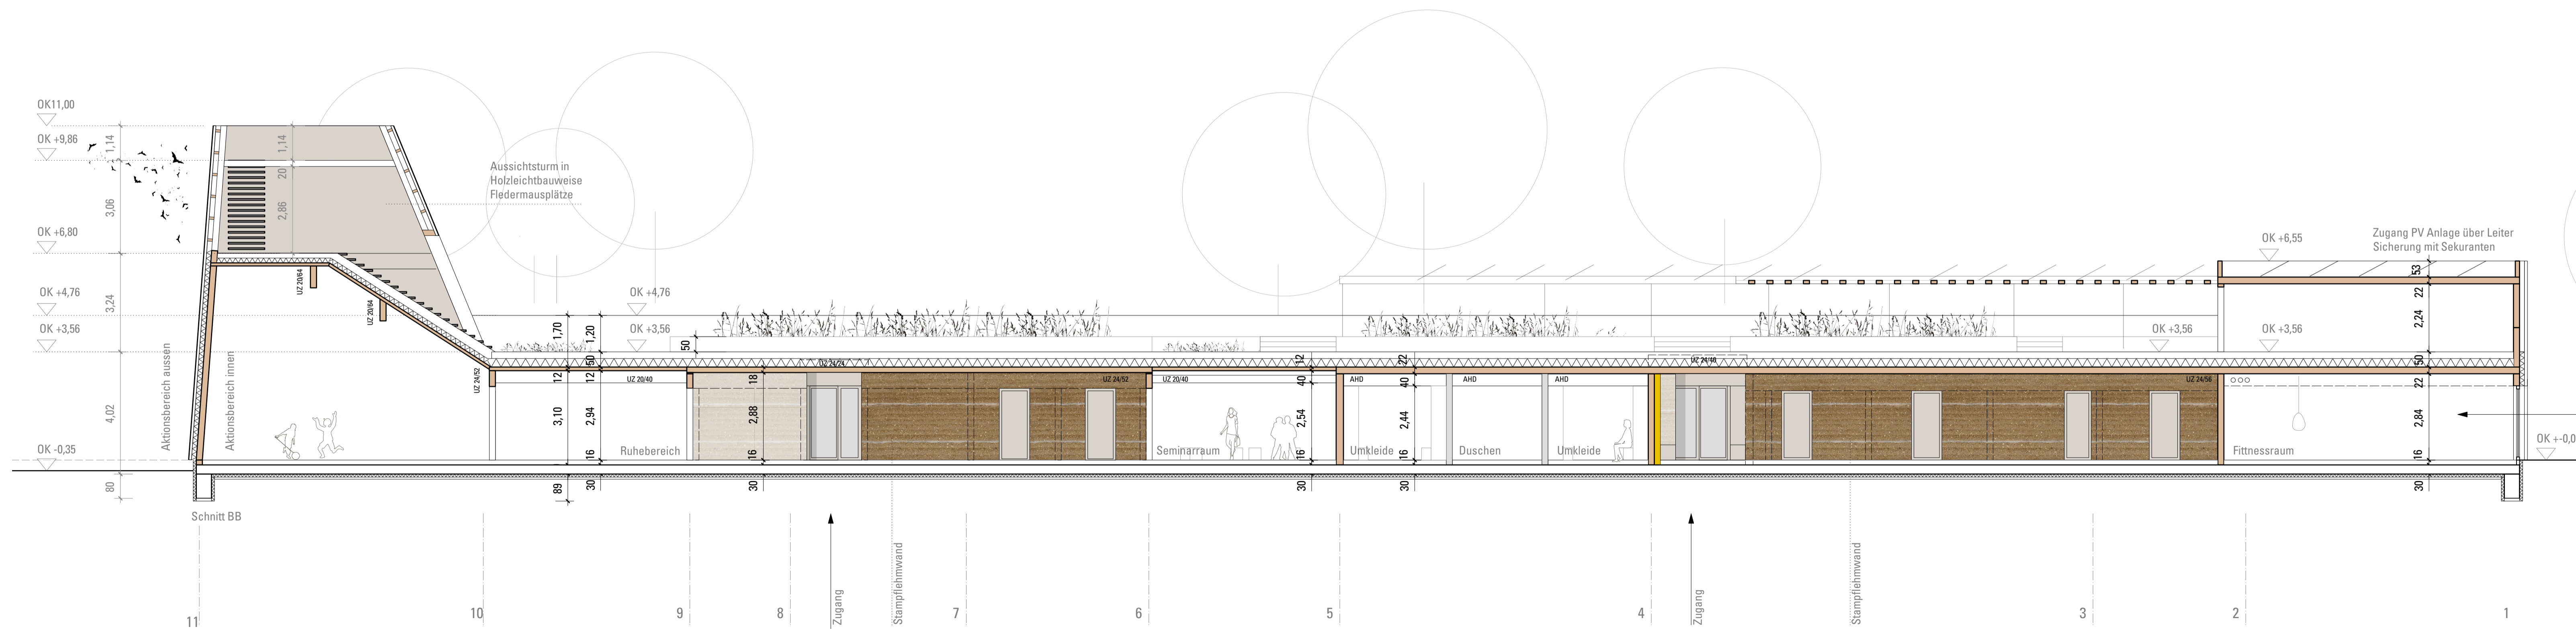 OK11,00
OK +9,86
OK +6,80
OK +4,76
OK +3,56
OK -0,35
1,14
3,06
3,24
4,02
80
1,14
20
2,86
Aussichtsturm in
Holzleichtbauweise
Fledermausplätze
UZ 20/64
UZ 20/64
UZ 24/52
Aktionsbereich aussen
Aktionsbereich innen
OK +4,76
OK +3,56
1,70
1,20
50
50
12
12
3,10
2,94
16
89
30
UZ 20/40
Ruhebereich
18
2,88
16
30
UZ 24/24
UZ 24/52
UZ 20/40
Seminarraum
12
40
2,54
16
30
AHD
Umkleide
22
40
2,44
16
30
AHD
Duschen
AHD
Umkleide
UZ 24/40
UZ 24/56
OK +3,56
OK +3,56
OK +6,55
Zugang PV Anlage über Leiter
Sicherung mit Sekuranten
53
22
2,24
50
22
2,84
16
30
Fittnessraum
OK +-0,0
Schnitt BB
11
10
9
8
Zugang
Stampflehmwand
7
6
5
4
Zugang
Stampflehmwand
3
2
1